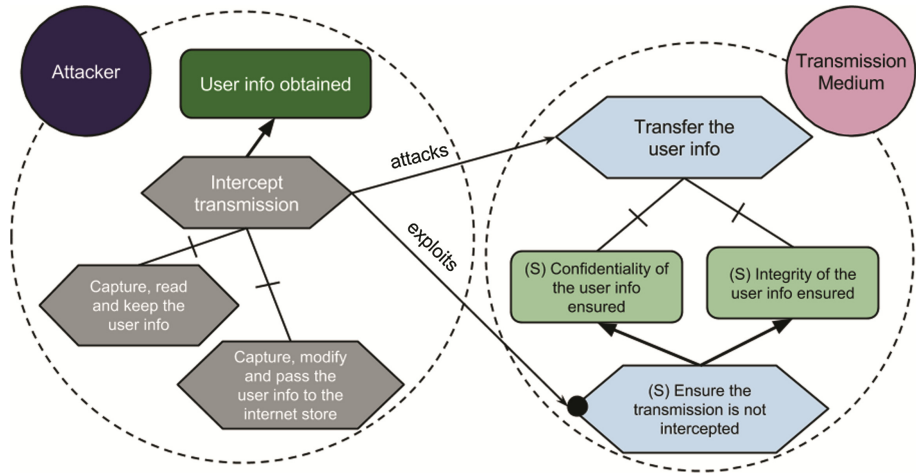 Attacker
User info obtained
Intercept
transmission
Capture, read
and keep the
user info
Capture, modify
and pass the
user info to the
internet store
attacks
exploits
Transmission
Medium
Transfer the
user info
(S) Confidentiality of
the user info
ensured
(S) Integrity of the
user info ensured
(S) Ensure the
transmission is not
intercepted